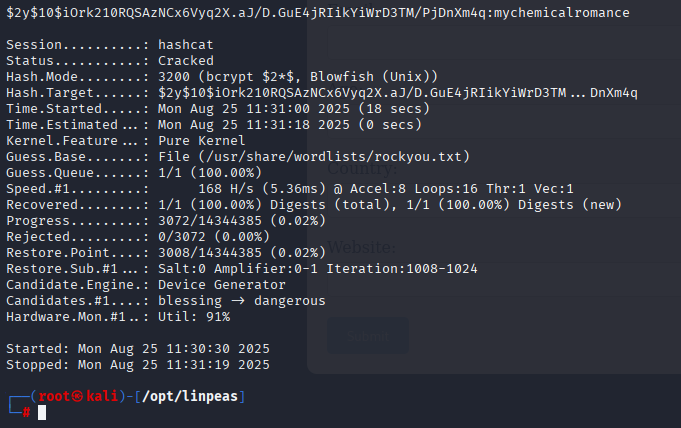 $2y$10$iOrk210RQSAzNCx6Vyq2X.aJ/D.GuE4jRIikYiWrD3TM/PjDnXm4q:mychemicalromance
Session..........: hashcat
Status...........: Cracked
Hash.Mode........: 3200 (bcrypt $2*$, Blowfish (Unix))
Hash.Target......: $2y$10$iOrk210RQSAzNCx6Vyq2X.aJ/D.GuE4jRIikYiWrD3TM...DnXm4q
Time.Started.....: Mon Aug 25 11:31:00 2025 (18 secs)
Time.Estimated...: Mon Aug 25 11:31:18 2025 (0 secs)
Kernel.Feature...: Pure Kernel
Guess.Base.......: File (/usr/share/wordlists/rockyou.txt)
Guess.Queue......: 1/1 (100.00%)
Speed.#1.........:      168 H/s (5.36ms) @ Accel:8 Loops:16 Thr:1 Vec:1
Recovered........: 1/1 (100.00%) Digests (total), 1/1 (100.00%) Digests (new)
Progress.........: 3072/14344385 (0.02%)
Rejected.........: 0/3072 (0.00%)
Restore.Point....: 3008/14344385 (0.02%)
Restore.Sub.#1...: Salt:0 Amplifier:0-1 Iteration:1008-1024
Candidate.Engine.: Device Generator
Candidates.#1....: blessing -> dangerous
Hardware.Mon.#1..: Util: 91%
Started: Mon Aug 25 11:30:30 2025
Stopped: Mon Aug 25 11:31:19 2025
┌──(root㉿kali)-[/opt/linpeas]
└─#
Country:
Website: